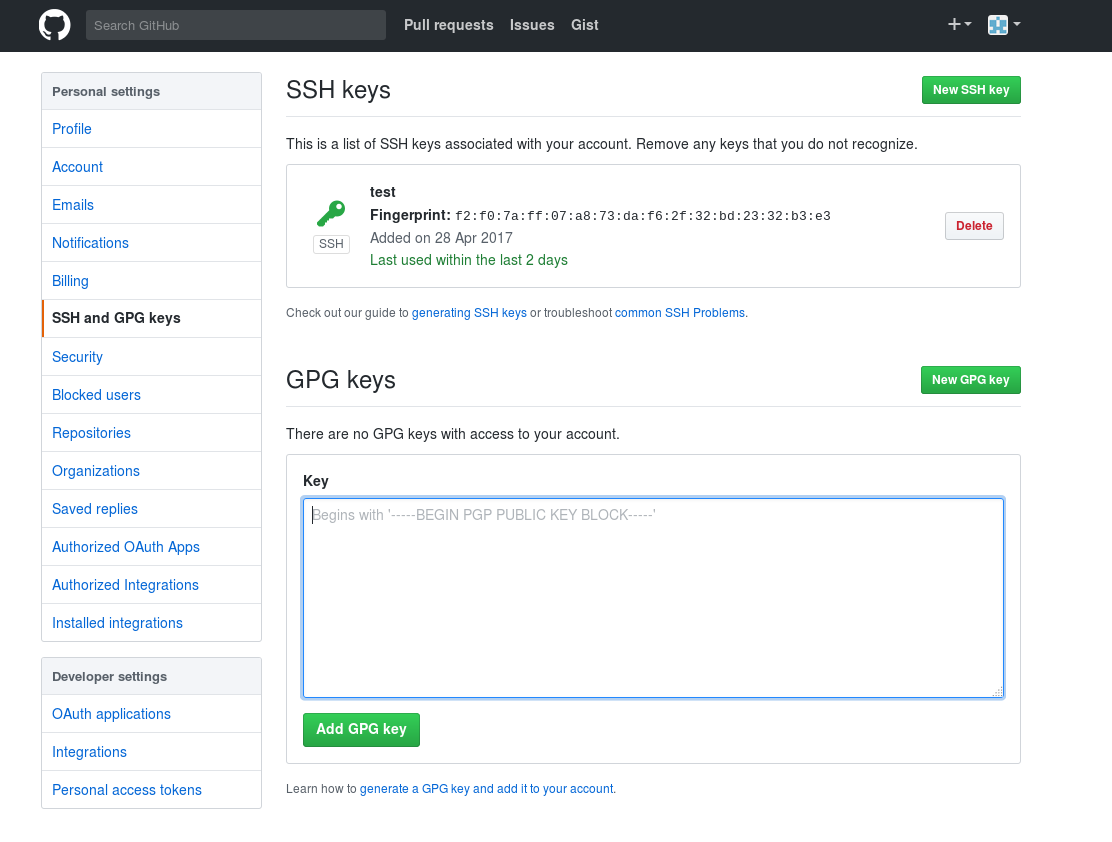 Search GitHub
Pull requests Issues Gist
Personal settings
Profile
Account
Emails
Notifications
Billing
SSH and GPG keys
Security
Blocked users
Repositories
Organizations
Saved replies
Authorized OAuth Apps
Authorized Integrations
Installed integrations
Developer settings
OAuth applications
Integrations
Personal access tokens
SSH keys
New SSH key
This is a list of SSH keys associated with your account. Remove any keys that you do not recognize.
SSH
test
Fingerprint: f2:f0:7a:ff:07:a8:73:da:f6:2f:32:bd:23:32:b3:e3
Added on 28 Apr 2017
Last used within the last 2 days
Delete
Check out our guide to generating SSH keys or troubleshoot common SSH Problems.
GPG keys
New GPG key
There are no GPG keys with access to your account.
Key
Begins with '-----BEGIN PGP PUBLIC KEY BLOCK-----'
Add GPG key
Learn how to generate a GPG key and add it to your account.